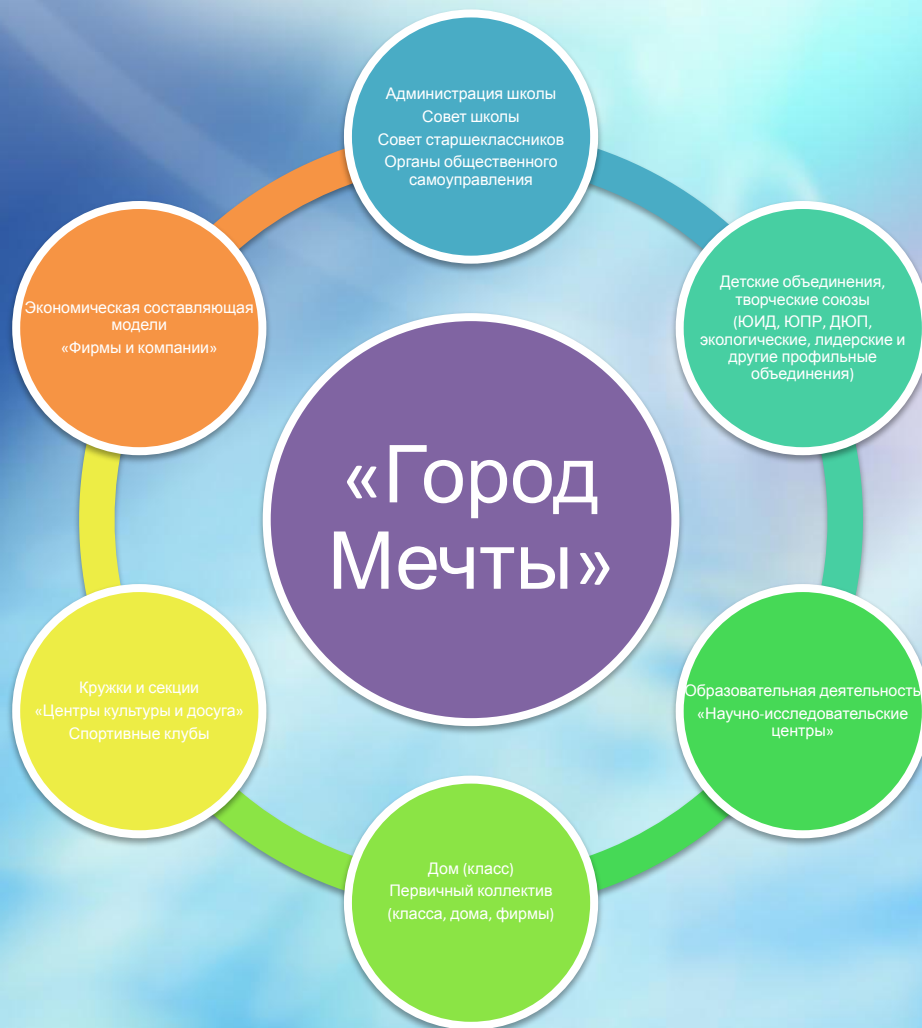 Администрация школы
Совет школы
Совет старшеклассников
Органы общественного
самоуправления
Детские объединения,
творческие союзы
(ЮИД, ЮПР, ДЮП,
экологические, лидерские и
другие профильные
объединения)
Образовательная деятельность
«Научно-исследовательские
центры»
Дом (класс)
Первичный коллектив
(класса, дома, фирмы)
Кружки и секции
«Центры культуры и досуга»
Спортивные клубы
Экономическая составляющая
модели
«Фирмы и компании»
«Город
Мечты»